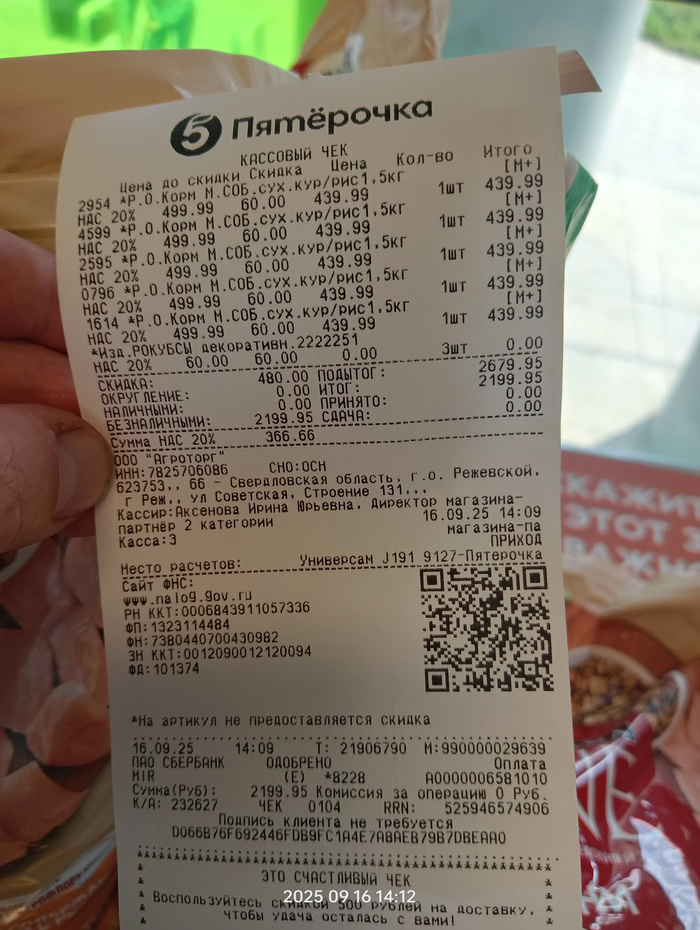 5 Пятёрочка
КАССОВЫЙ ЧЕК
Цена до скидки Скидка Цена Кол-во Итого
[М+]
2954 *Р.О.Корм М.СОБ.сух.кур/рис1,5кг
НДС 20% 499.99 60.00 439.99 1шт 439.99
[М+]
4599 *Р.О.Корм М.СОБ.сух.кур/рис1,5кг
НДС 20% 499.99 60.00 439.99 1шт 439.99
[М+]
2595 *Р.О.Корм М.СОБ.сух.кур/рис1,5кг
НДС 20% 499.99 60.00 439.99 1шт 439.99
[М+]
0796 *Р.О.Корм М.СОБ.сух.кур/рис1,5кг
НДС 20% 499.99 60.00 439.99 1шт 439.99
[М+]
1614 *Р.О.Корм М.СОБ.сух.кур/рис1,5кг
НДС 20% 499.99 60.00 439.99 1шт 439.99
*Изд.РОКУБСЫ декоративн.2222251
НДС 20% 60.00 60.00 0.00 3шт 0.00
СКИДКА: 480.00 ПОДЫТОГ: 2679.95
ОКРУГЛЕНИЕ: 0.00 ИТОГ: 2199.95
НАЛИЧНЫМИ: 0.00 ПРИНЯТО: 0.00
БЕЗНАЛИЧНЫМИ: 2199.95 СДАЧА: 0.00
Сумма НДС 20% 366.66
ООО "Агроторг"
ИНН:7825706086 СНО:ОСН
623753,, 66 - Свердловская область, г.о. Режевской,
г Реж,, ул Советская, Строение 131,,,
Кассир:Аксенова Ирина Юрьевна, Директор магазина-
партнёр 2 категории 16.09.25 14:09
магазина-па
Касса:3 ПРИХОД
Место расчетов: Универсам J191 9127-Пятерочка
Сайт ФНС:
www.nalog.gov.ru
РН ККТ:0006843911057336
ФП:1323114484
ФН:7380440700430982
ЗН ККТ:0012090012120094
ФД:101374
*На артикул не предоставляется скидка
16.09.25 14:09 Т: 21906790 М:990000029639
ПАО СБЕРБАНК ОДОБРЕНО Оплата
MIR (E) *8228 A0000006581010
Сумма(Руб): 2199.95 Комиссия за операцию 0 Руб.
К/А: 232627 ЧЕК 0104 RRN: 525946574906
Подпись клиента не требуется
D066B76F692446FDB9FC1A4E7A8AEB79B7DBEAA0
ЭТО СЧАСТЛИВЫЙ ЧЕК
Воспользуйтесь скидкой 500 рублей на доставку,
чтобы удача осталась с вами!
2025 09 16 14:12
СКАЖИТ
ЭТОТ З
ВАЖНО